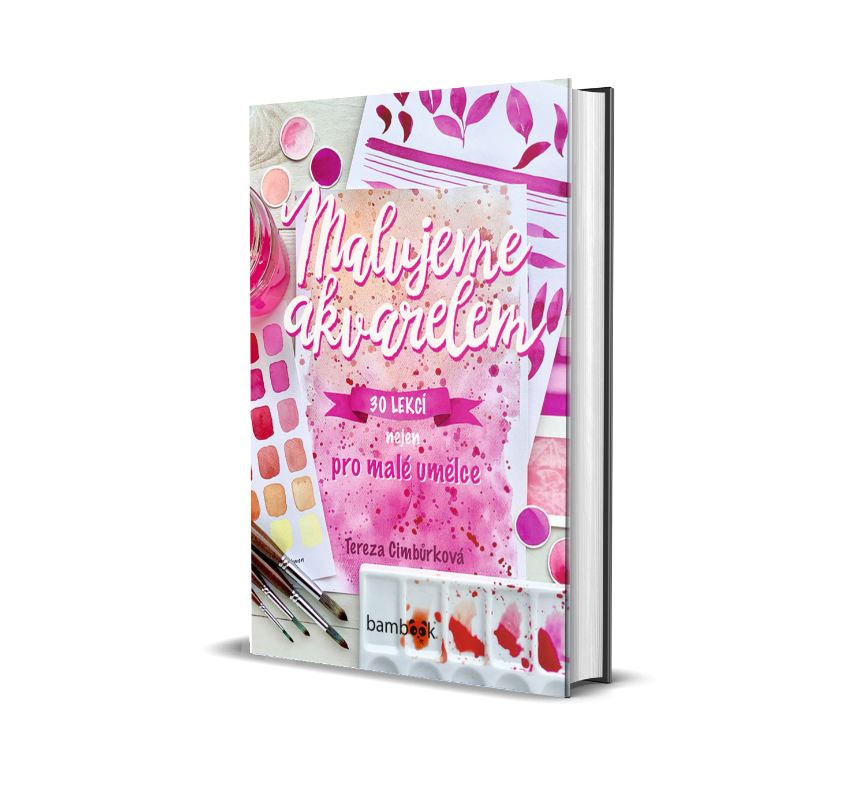 Malujeme
akvarelem
30 LEKCÍ
nejen
pro malé umělce
Tereza Cimbůrková
bambook